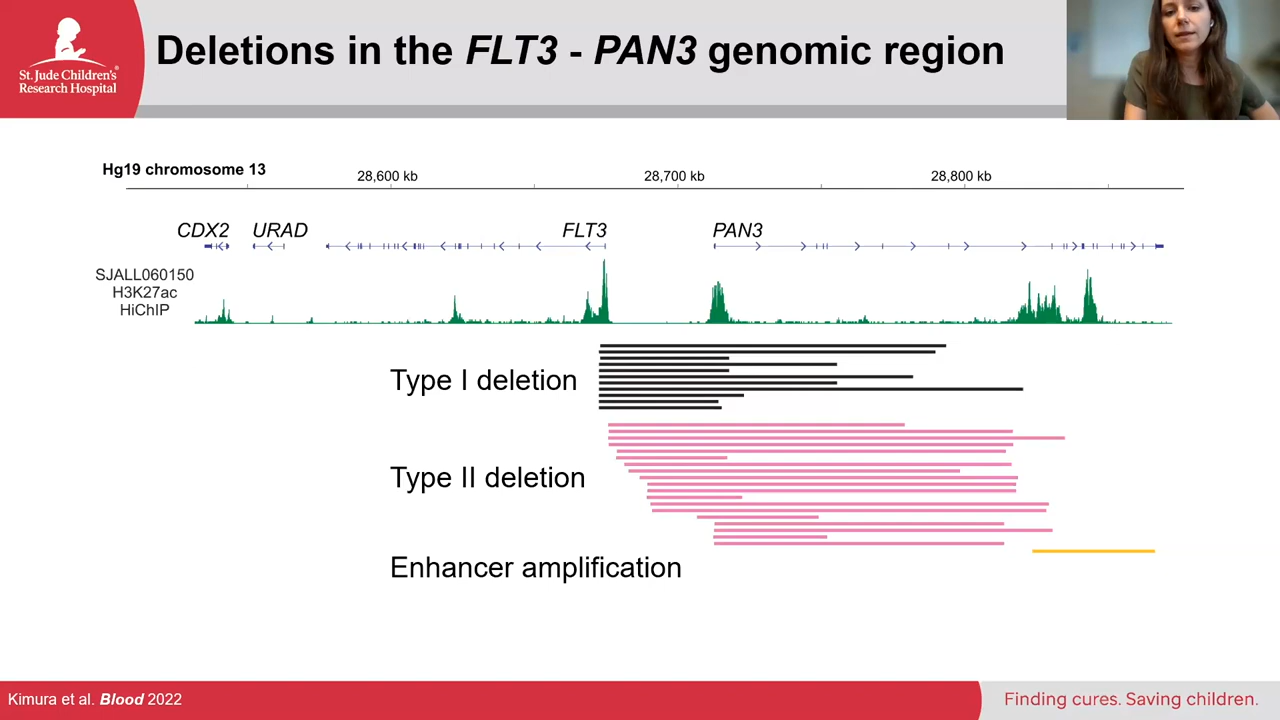 St. Jude Children's®
Research Hospital
Deletions in the FLT3 - PAN3 genomic region
Hg19 chromosome 13
28,600 kb
28,700 kb
28,800 kb
CDX2
URAD
FLT3
PAN3
SJALL060150
H3K27ac
HiChIP
Type I deletion
Type II deletion
Enhancer amplification
Kimura et al. Blood 2022
Finding cures. Saving children.